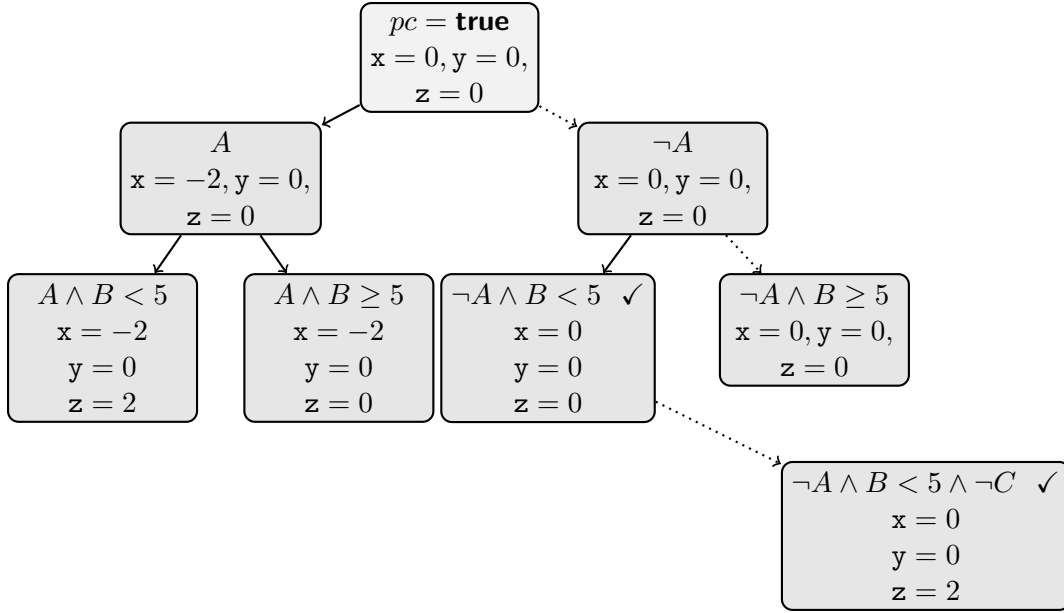 pc = true
x = 0, y = 0,
z = 0
A
x = −2, y = 0,
z = 0
¬A
x = 0, y = 0,
z = 0
A ∧ B < 5
x = −2
y = 0
z = 2
A ∧ B ≥ 5
x = −2
y = 0
z = 0
¬A ∧ B < 5 ✓
x = 0
y = 0
z = 0
¬A ∧ B ≥ 5
x = 0, y = 0,
z = 0
¬A ∧ B < 5 ∧ ¬C ✓
x = 0
y = 0
z = 2